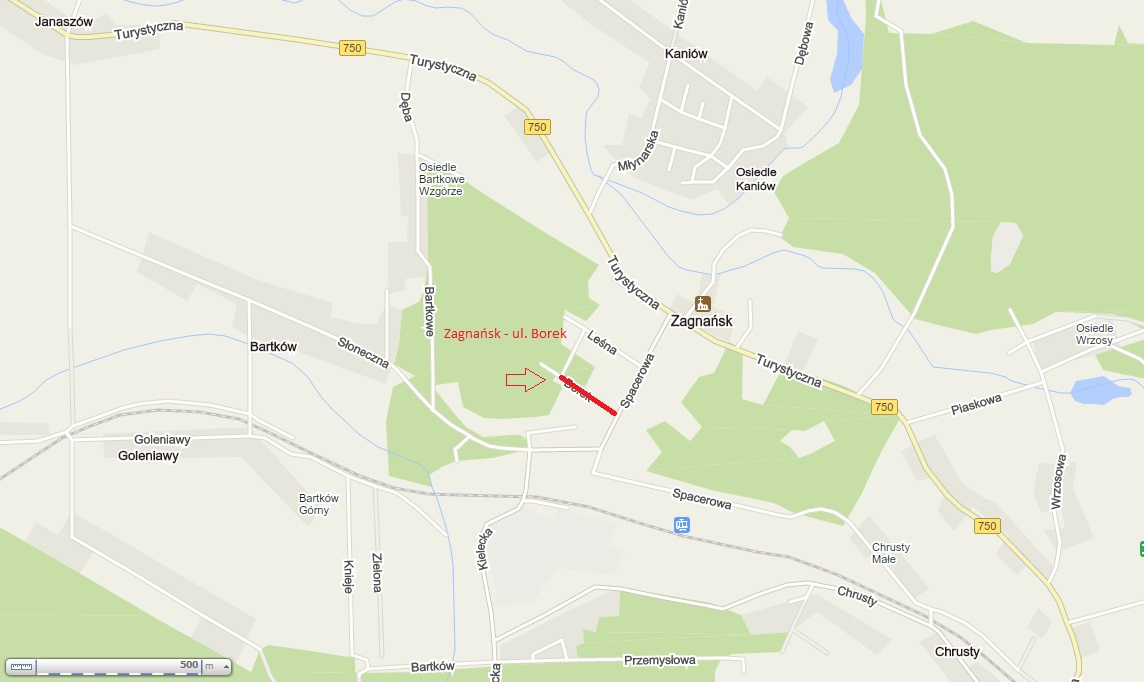 Janaszów
Turystyczna
750
Turystyczna
Kaniów
Dębowa
Dęba
750
Młynarska
Osiedle
Bartkowe
Wzgórze
Osiedle
Kaniów
Turystyczna
Zagnańsk
Bartkowe
Zagnańsk - ul. Borek
Leśna
Osiedle
Wrzosy
Bartków
Słoneczna
Borek
Spacerowa
Turystyczna
750
Piaskowa
Goleniawy
Goleniawy
Bartków
Górny
Spacerowa
Wrzosowa
750
Kielecka
Knieje
Zielona
Chrusty
Małe
Chrusty
Chrusty
Bartków
Przemysłowa
500 m